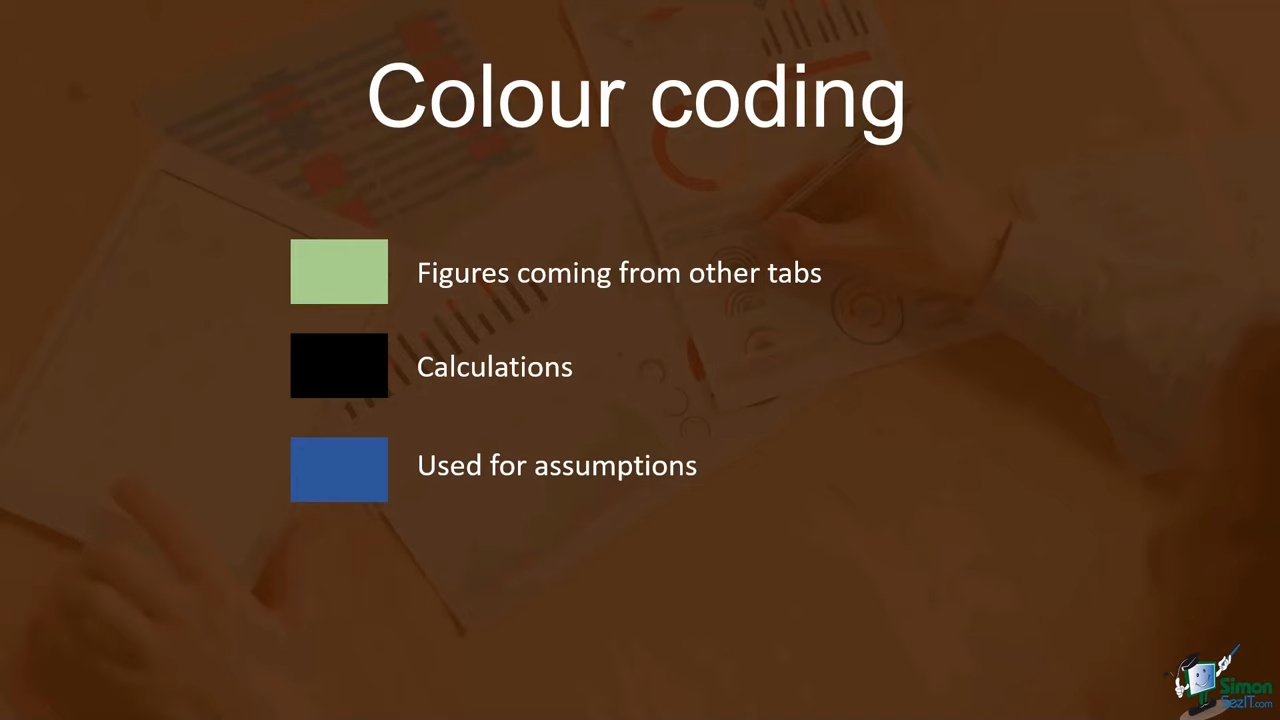 Colour coding
Figures coming from other tabs
Calculations
Used for assumptions
Simon
SezIT.com